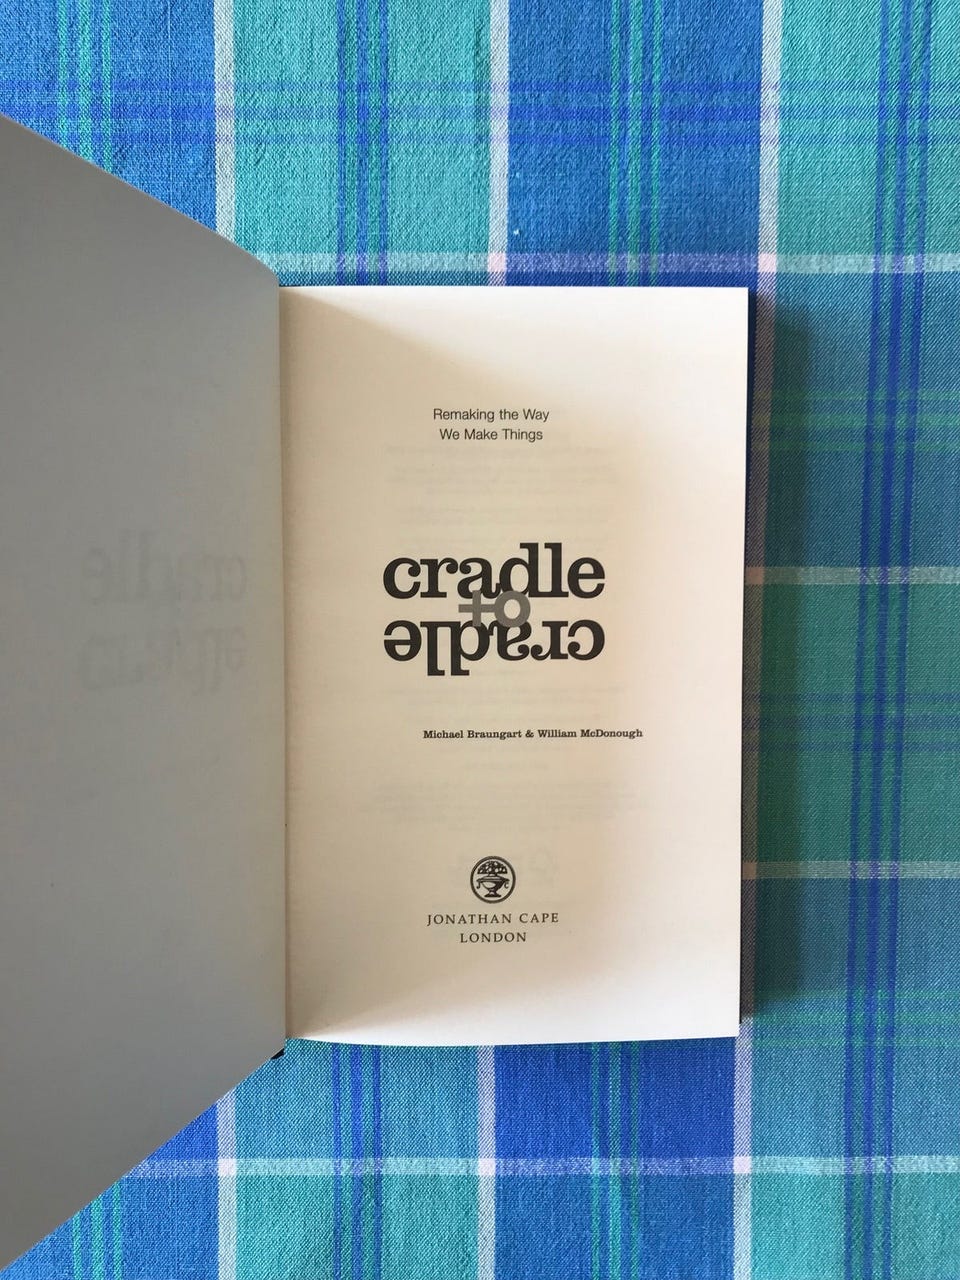 Remaking the Way
We Make Things
cradle
to
cradle
Michael Braungart & William McDonough
JONATHAN CAPE
LONDON